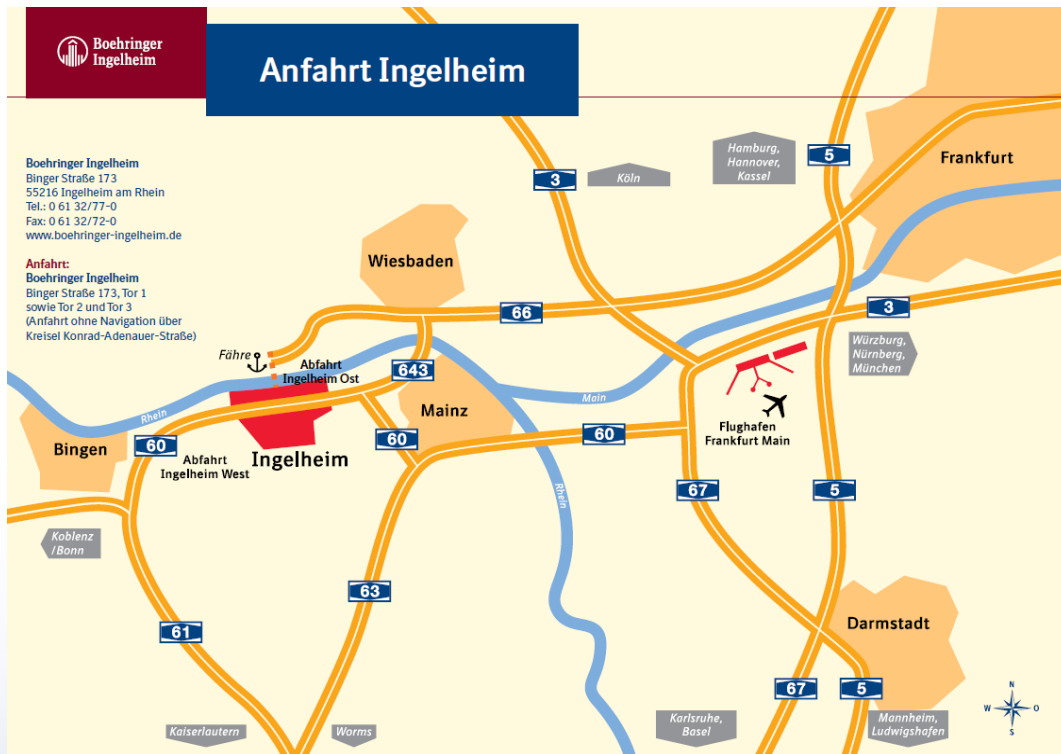 Boehringer
Ingelheim
Anfahrt Ingelheim
Boehringer Ingelheim
Binger Straße 173
55216 Ingelheim am Rhein
Tel.: 0 61 32/77-0
Fax: 0 61 32/72-0
www.boehringer-ingelheim.de
Anfahrt:
Boehringer Ingelheim
Binger Straße 173, Tor 1
sowie Tor 2 und Tor 3
(Anfahrt ohne Navigation über
Kreisel Konrad-Adenauer-Straße)
3
Köln
Hamburg,
Hannover,
Kassel
5
Frankfurt
Wiesbaden
66
3
Würzburg,
Nürnberg,
München
Fähre
Abfahrt
Ingelheim Ost
643
Main
Rhein
Mainz
Flughafen
Frankfurt Main
Bingen
60
Abfahrt
Ingelheim West
Ingelheim
60
60
Rhein
67
5
Koblenz
/Bonn
63
61
Darmstadt
67
5
Kaiserlautern
Worms
Karlsruhe,
Basel
Mannheim,
Ludwigshafen
N
W
O
S